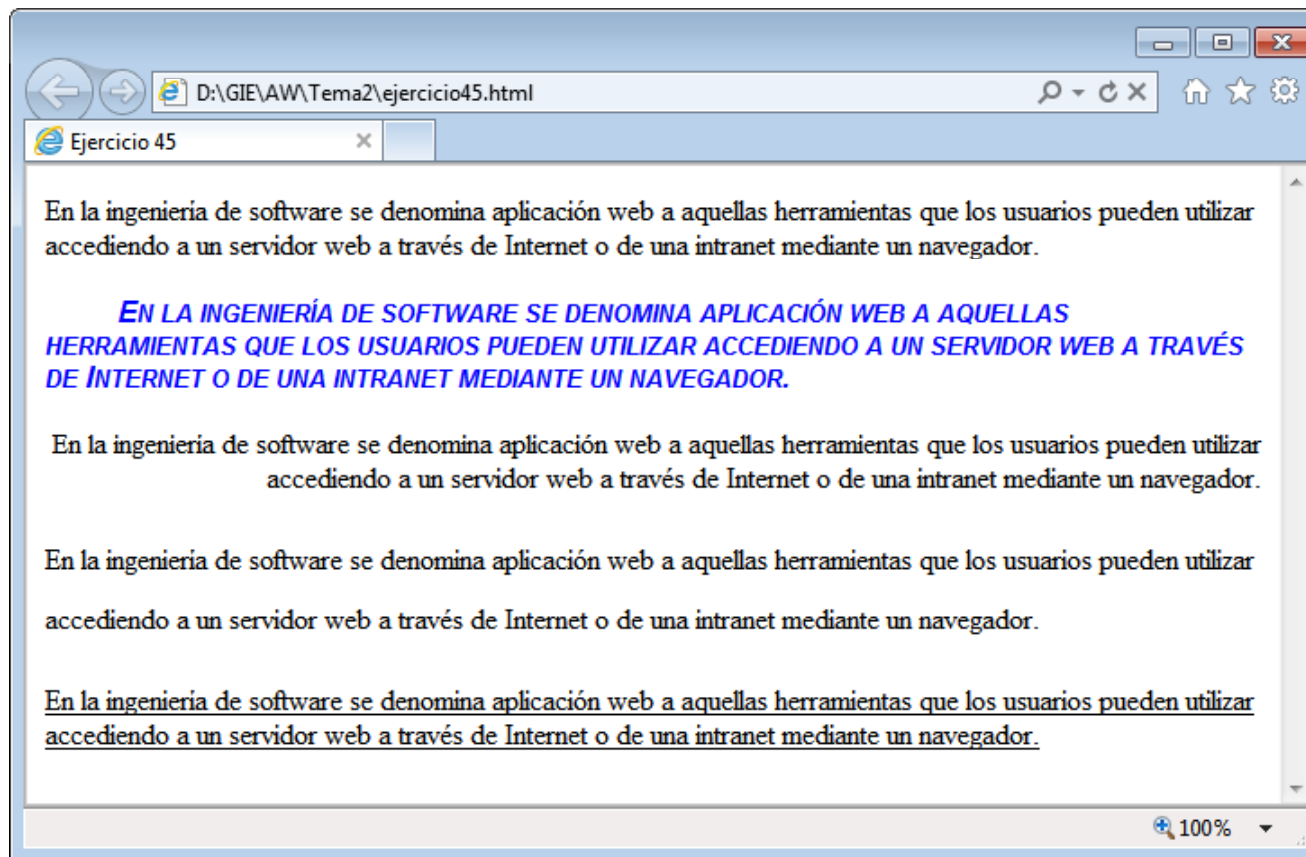 D:\GIE\AW\Tema2\ejercicio45.html
Ejercicio 45
En la ingeniería de software se denomina aplicación web a aquellas herramientas que los usuarios pueden utilizar
accediendo a un servidor web a través de Internet o de una intranet mediante un navegador.
En la ingeniería de software se denomina aplicación web a aquellas
herramientas que los usuarios pueden utilizar accediendo a un servidor web a través
de Internet o de una intranet mediante un navegador.
En la ingeniería de software se denomina aplicación web a aquellas herramientas que los usuarios pueden utilizar
accediendo a un servidor web a través de Internet o de una intranet mediante un navegador.
En la ingeniería de software se denomina aplicación web a aquellas herramientas que los usuarios pueden utilizar
accediendo a un servidor web a través de Internet o de una intranet mediante un navegador.
En la ingeniería de software se denomina aplicación web a aquellas herramientas que los usuarios pueden utilizar
accediendo a un servidor web a través de Internet o de una intranet mediante un navegador.
100%